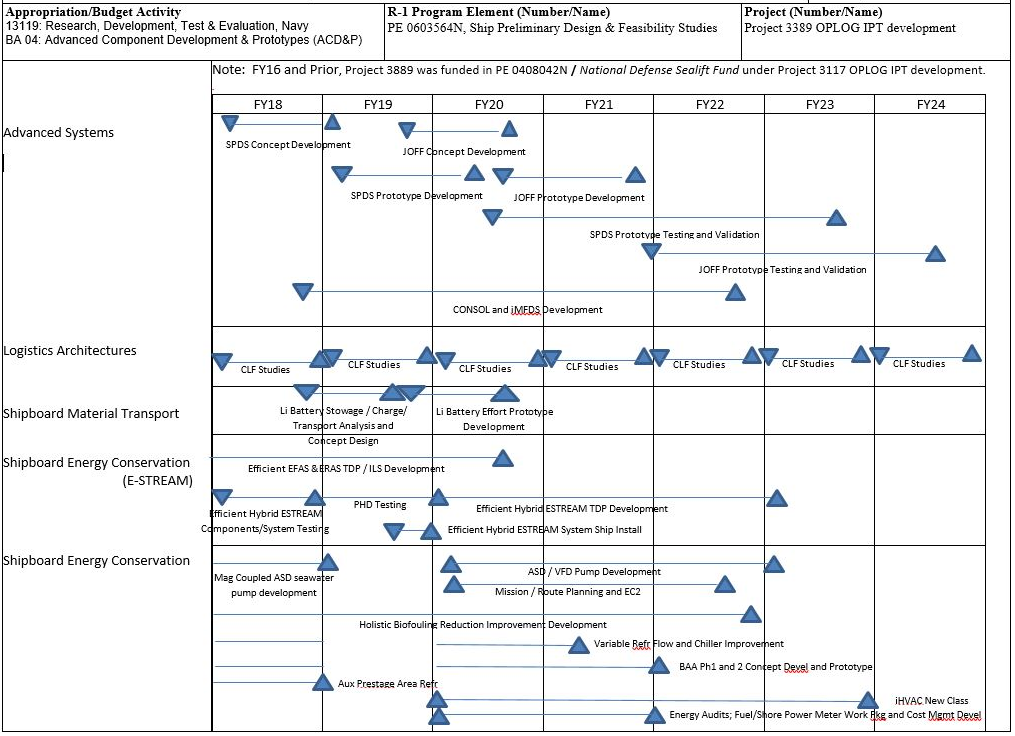 Appropriation/Budget Activity
13119: Research, Development, Test & Evaluation, Navy
BA 04: Advanced Component Development & Prototypes (ACD&P)
R-1 Program Element (Number/Name)
PE 0603564N, Ship Preliminary Design & Feasibility Studies
Project (Number/Name)
Project 3389 OPLOG IPT development
Note: FY16 and Prior, Project 3889 was funded in PE 0408042N / National Defense Sealift Fund under Project 3117 OPLOG IPT development.
FY18 FY19 FY20 FY21 FY22 FY23 FY24
Advanced Systems
SPDS Concept Development
JOFF Concept Development
SPDS Prototype Development
JOFF Prototype Development
SPDS Prototype Testing and Validation
JOFF Prototype Testing and Validation
CONSOL and iMFDS Development
Logistics Architectures
CLF Studies CLF Studies CLF Studies CLF Studies CLF Studies CLF Studies CLF Studies
Shipboard Material Transport
Li Battery Stowage / Charge/
Transport Analysis and
Concept Design
Li Battery Effort Prototype
Development
Shipboard Energy Conservation
(E-STREAM)
Efficient EFAS &ERAS TDP / ILS Development
Efficient Hybrid ESTREAM
Components/System Testing
PHD Testing
Efficient Hybrid ESTREAM TDP Development
Efficient Hybrid ESTREAM System Ship Install
Shipboard Energy Conservation
Mag Coupled ASD seawater
pump development
ASD / VFD Pump Development
Mission / Route Planning and EC2
Holistic Biofouling Reduction Improvement Development
Variable Refr Flow and Chiller Improvement
BAA Ph1 and 2 Concept Devel and Prototype
Aux Prestage Area Refr
iHVAC New Class
Energy Audits; Fuel/Shore Power Meter Work Pkg and Cost Mgmt Devel